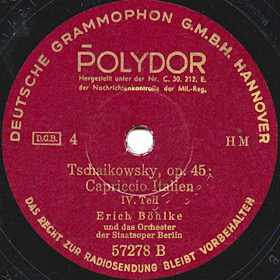 DEUTSCHE GRAMMOPHON G.M.B.H. HANNOVER
POLYDOR
Hergestellt unter der Nr. C. 30. 212. E.
der Nachrichtenkontrolle der Mil.-Reg.
D.G.B. 4 H M
Tschaikowsky, op. 45:
Capriccio Italien
IV. Teil
Erich Böhlke
und das Orchester
der Staatsoper Berlin
57278 B
DAS RECHT ZUR RADIOSENDUNG BLEIBT VORBEHALTEN